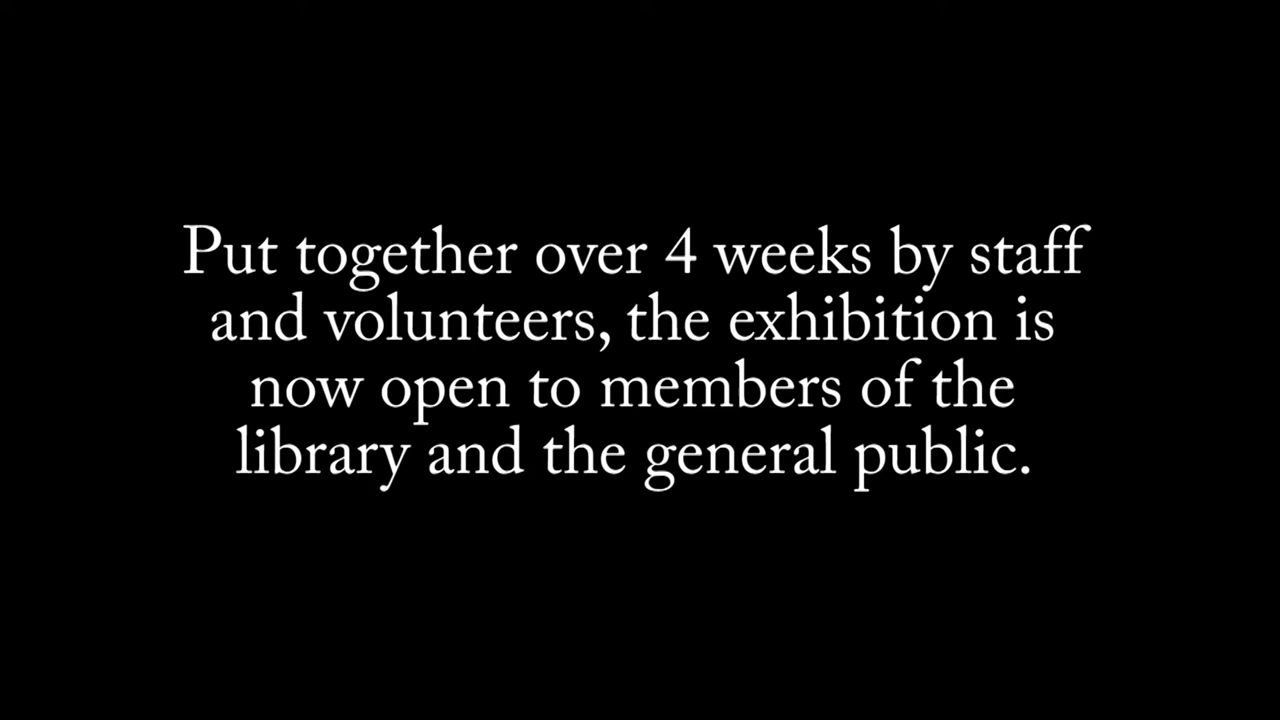 Put together over 4 weeks by staff
and volunteers, the exhibition is
now open to members of the
library and the general public.